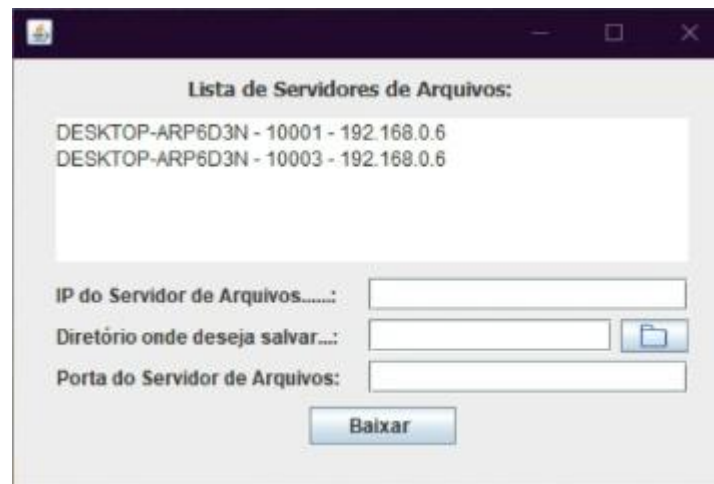 Lista de Servidores de Arquivos:
DESKTOP-ARP6D3N - 10001 - 192.168.0.6
DESKTOP-ARP6D3N - 10003 - 192.168.0.6
IP do Servidor de Arquivos......:
Diretório onde deseja salvar...:
Porta do Servidor de Arquivos:
Baixar